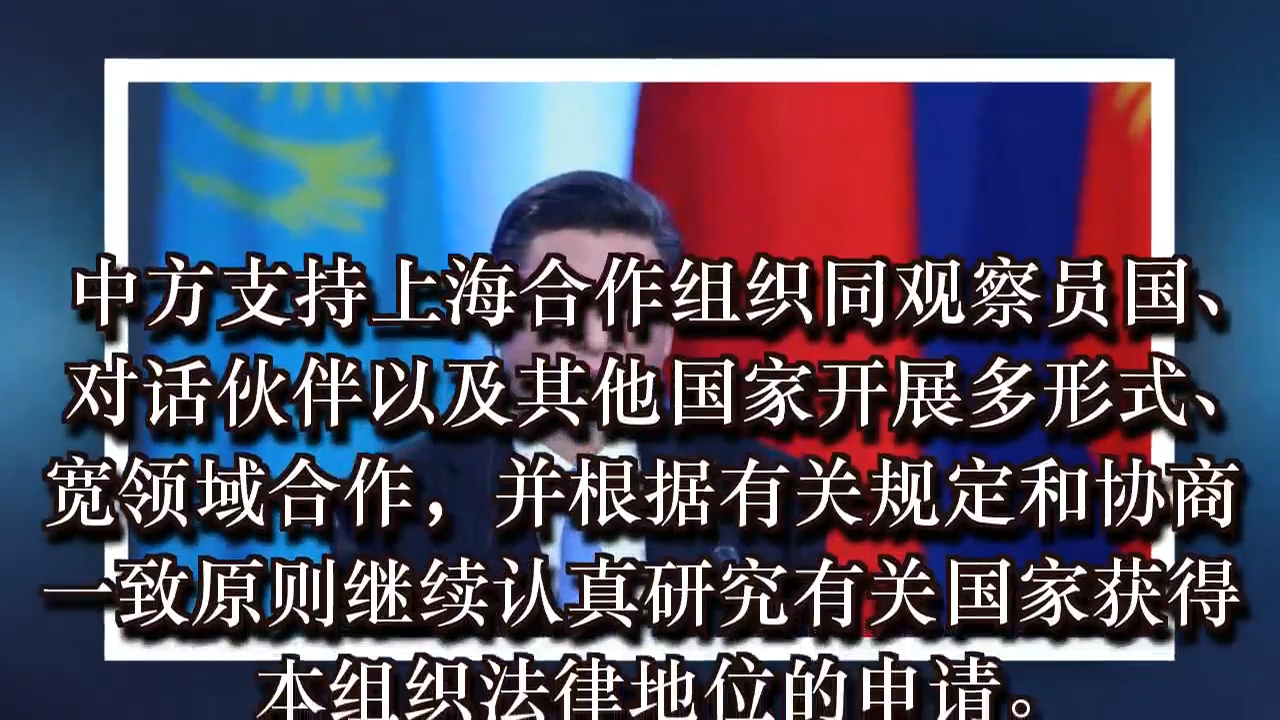 中方支持上海合作组织同观察员国、
对话伙伴以及其他国家开展多形式、
宽领域合作，并根据有关规定和协商
一致原则继续认真研究有关国家获得
本组织法律地位的申请。